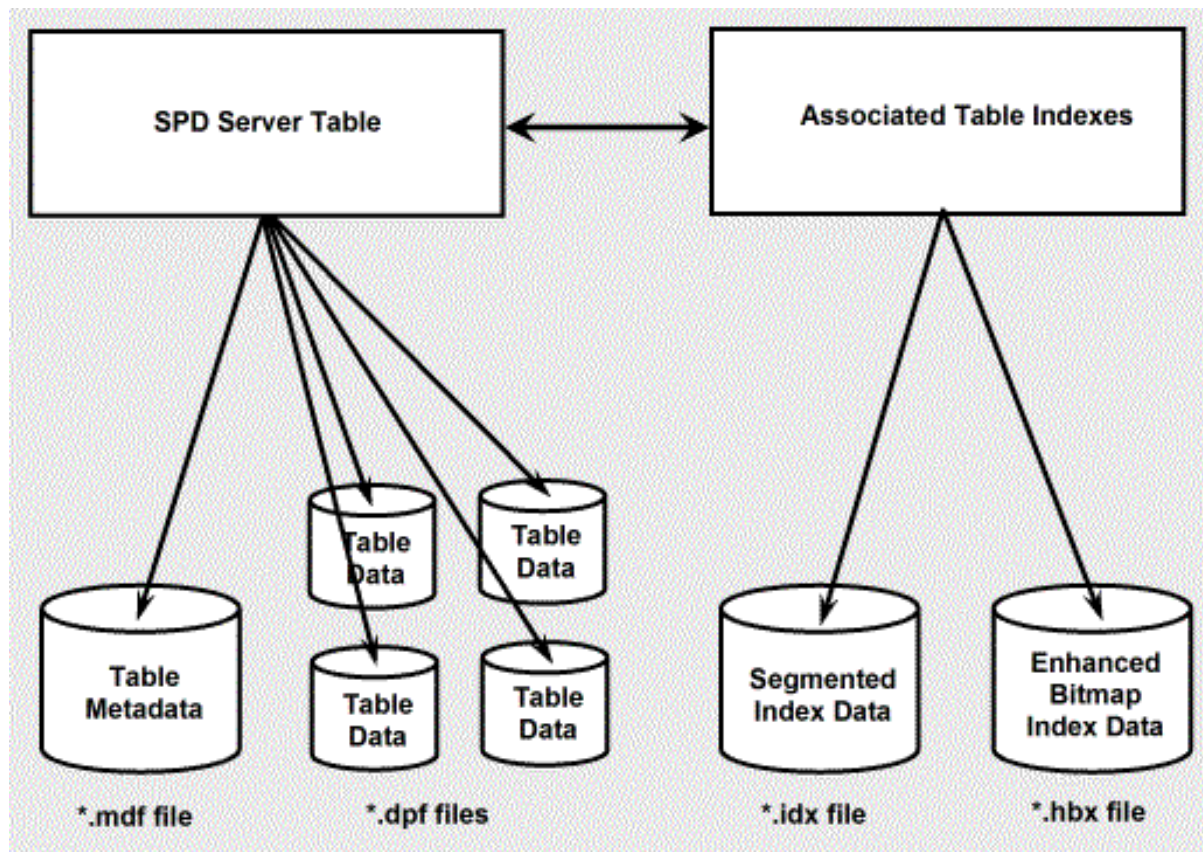 SPD Server Table
Associated Table Indexes
Table
Data
Table
Data
Table
Metadata
Table
Data
Table
Data
Segmented
Index Data
Enhanced
Bitmap
Index Data
*.mdf file
*.dpf files
*.idx file
*.hbx file